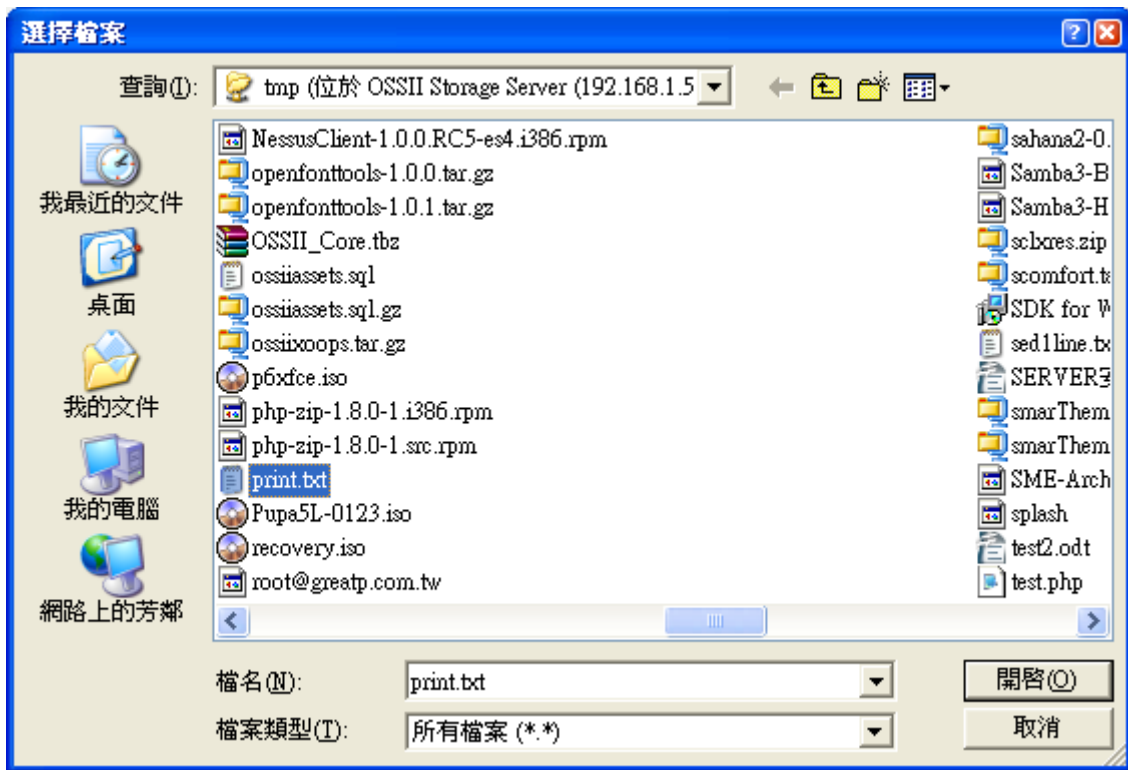 選擇檔案
查詢(I):
tmp (位於 OSSII Storage Server (192.168.1.5
我最近的文件
桌面
我的文件
我的電腦
網路上的芳鄰
NessusClient-1.0.0.RC5-es4.i386.rpm
openfonttools-1.0.0.tar.gz
openfonttools-1.0.1.tar.gz
OSSII_Core.tbz
ossiiassets.sql
ossiiassets.sql.gz
ossiixoops.tar.gz
p6xfce.iso
php-zip-1.8.0-1.i386.rpm
php-zip-1.8.0-1.src.rpm
print.txt
Pupa5L-0123.iso
recovery.iso
root@greatp.com.tw
sahana2-0.
Samba3-B
Samba3-H
sclxres.zip
scomfort.ta
SDK for W
sed1line.tx
SERVER
smarThem
smarThem
SME-Arch
splash
test2.odt
test.php
檔名(N):
print.txt
開啓(O)
檔案類型(T):
所有檔案 (*.*)
取消